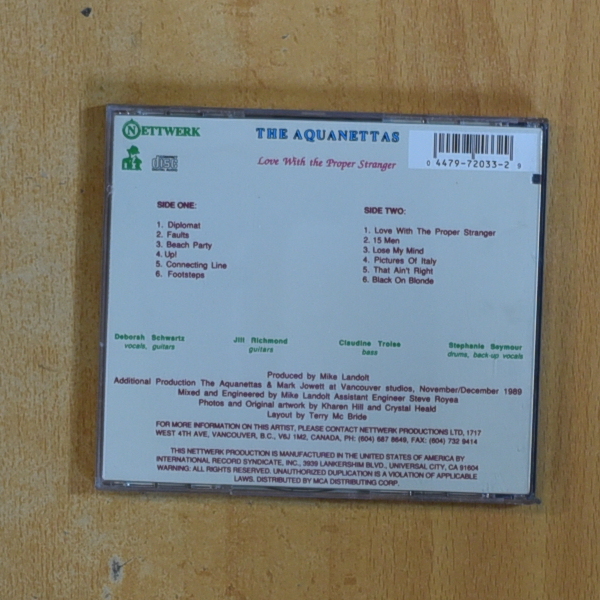 NETTWERK
THE AQUANETTAS
Love With the Proper Stranger
0 4479-72033-2 9
SIDE ONE:
1. Diplomat
2. Faults
3. Beach Party
4. Up!
5. Connecting Line
6. Footsteps
SIDE TWO:
1. Love With The Proper Stranger
2. 15 Men
3. Lose My Mind
4. Pictures Of Italy
5. That Ain't Right
6. Black On Blonde
Deborah Schwartz
vocals, guitars
Jill Richmond
guitars
Claudine Troise
bass
Stephanie Seymour
drums, back-up vocals
Produced by Mike Landolt
Additional Production The Aquanettas & Mark Jowett at Vancouver studios, November/December 1989
Mixed and Engineered by Mike Landolt Assistant Engineer Steve Royea
Photos and Original artwork by Kharen Hill and Crystal Heald
Layout by Terry Mc Bride
FOR MORE INFORMATION ON THIS ARTIST, PLEASE CONTACT NETTWERK PRODUCTIONS LTD, 1717
WEST 4TH AVE, VANCOUVER, B.C., V6J 1M2, CANADA, PH: (604) 687 8649, FAX: (604) 732 9414
THIS NETTWERK PRODUCTION IS MANUFACTURED IN THE UNITED STATES OF AMERICA BY
INTERNATIONAL RECORD SYNDICATE, INC., 3939 LANKERSHIM BLVD., UNIVERSAL CITY, CA 91604
WARNING: ALL RIGHTS RESERVED. UNAUTHORIZED DUPLICATION IS A VIOLATION OF APPLICABLE
LAWS. DISTRIBUTED BY MCA DISTRIBUTING CORP.